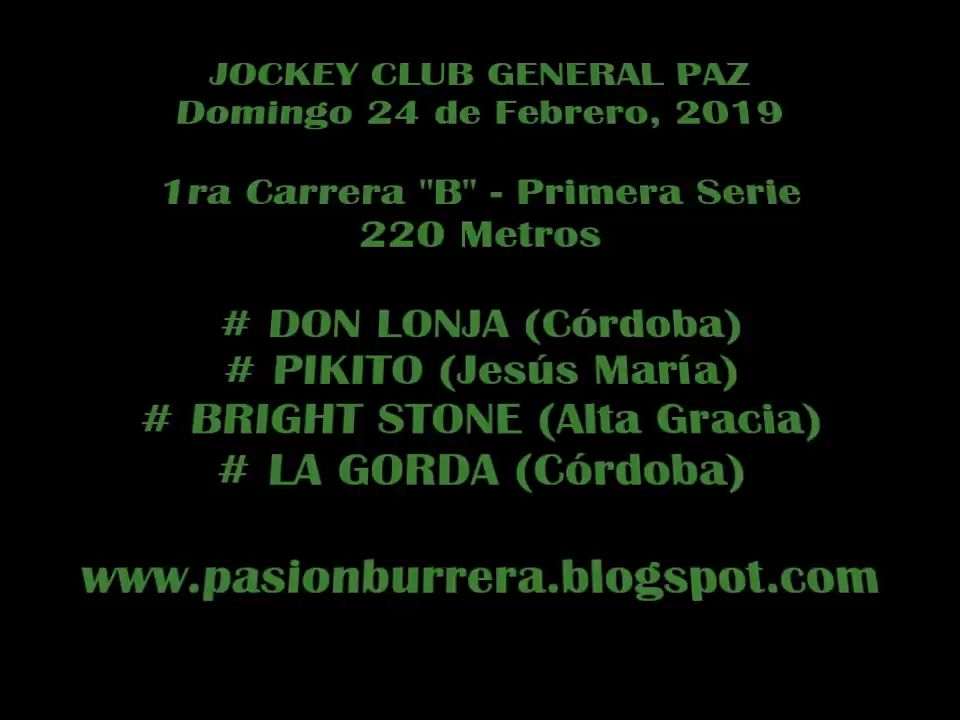 JOCKEY CLUB GENERAL PAZ
Domingo 24 de Febrero, 2019
1ra Carrera "B" - Primera Serie
220 Metros
# DON LONJA (Córdoba)
# PIKITO (Jesús María)
# BRIGHT STONE (Alta Gracia)
# LA GORDA (Córdoba)
www.pasionburrera.blogspot.com